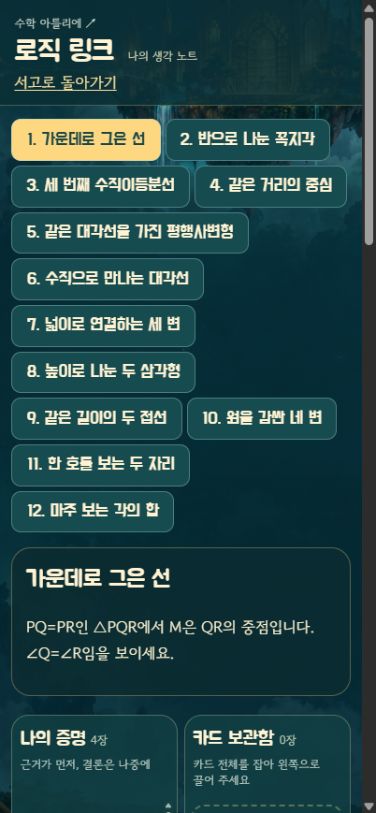 수학 아틀리에 ↗
로직 링크 나의 생각 노트
서고로 돌아가기
1. 가운데로 그은 선 2. 반으로 나눈 꼭지각
3. 세 번째 수직이등분선 4. 같은 거리의 중심
5. 같은 대각선을 가진 평행사변형
6. 수직으로 만나는 대각선
7. 넓이로 연결하는 세 변
8. 높이로 나눈 두 삼각형
9. 같은 길이의 두 접선 10. 원을 감싼 네 변
11. 한 호를 보는 두 자리
12. 마주 보는 각의 합
가운데로 그은 선
PQ=PR인 △PQR에서 M은 QR의 중점입니다.
∠Q=∠R임을 보이세요.
나의 증명 4장
근거가 먼저, 결론은 나중에
카드 보관함 0장
카드 전체를 잡아 왼쪽으로
끌어 주세요